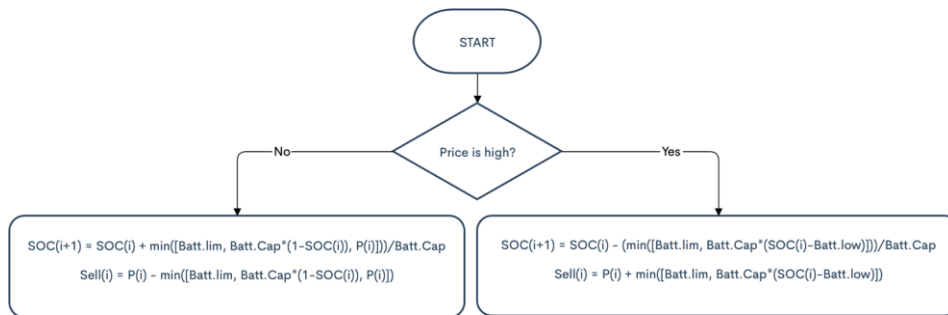 START
Price is high?
No
Yes
SOC(i+1) = SOC(i) + min([Batt.lim, Batt.Cap*(1-SOC(i)), P(i)]))/Batt.Cap
Sell(i) = P(i) - min([Batt.lim, Batt.Cap*(1-SOC(i)), P(i)])
SOC(i+1) = SOC(i) - (min([Batt.lim, Batt.Cap*(SOC(i)-Batt.low)]))/Batt.Cap
Sell(i) = P(i) + min([Batt.lim, Batt.Cap*(SOC(i)-Batt.low)])